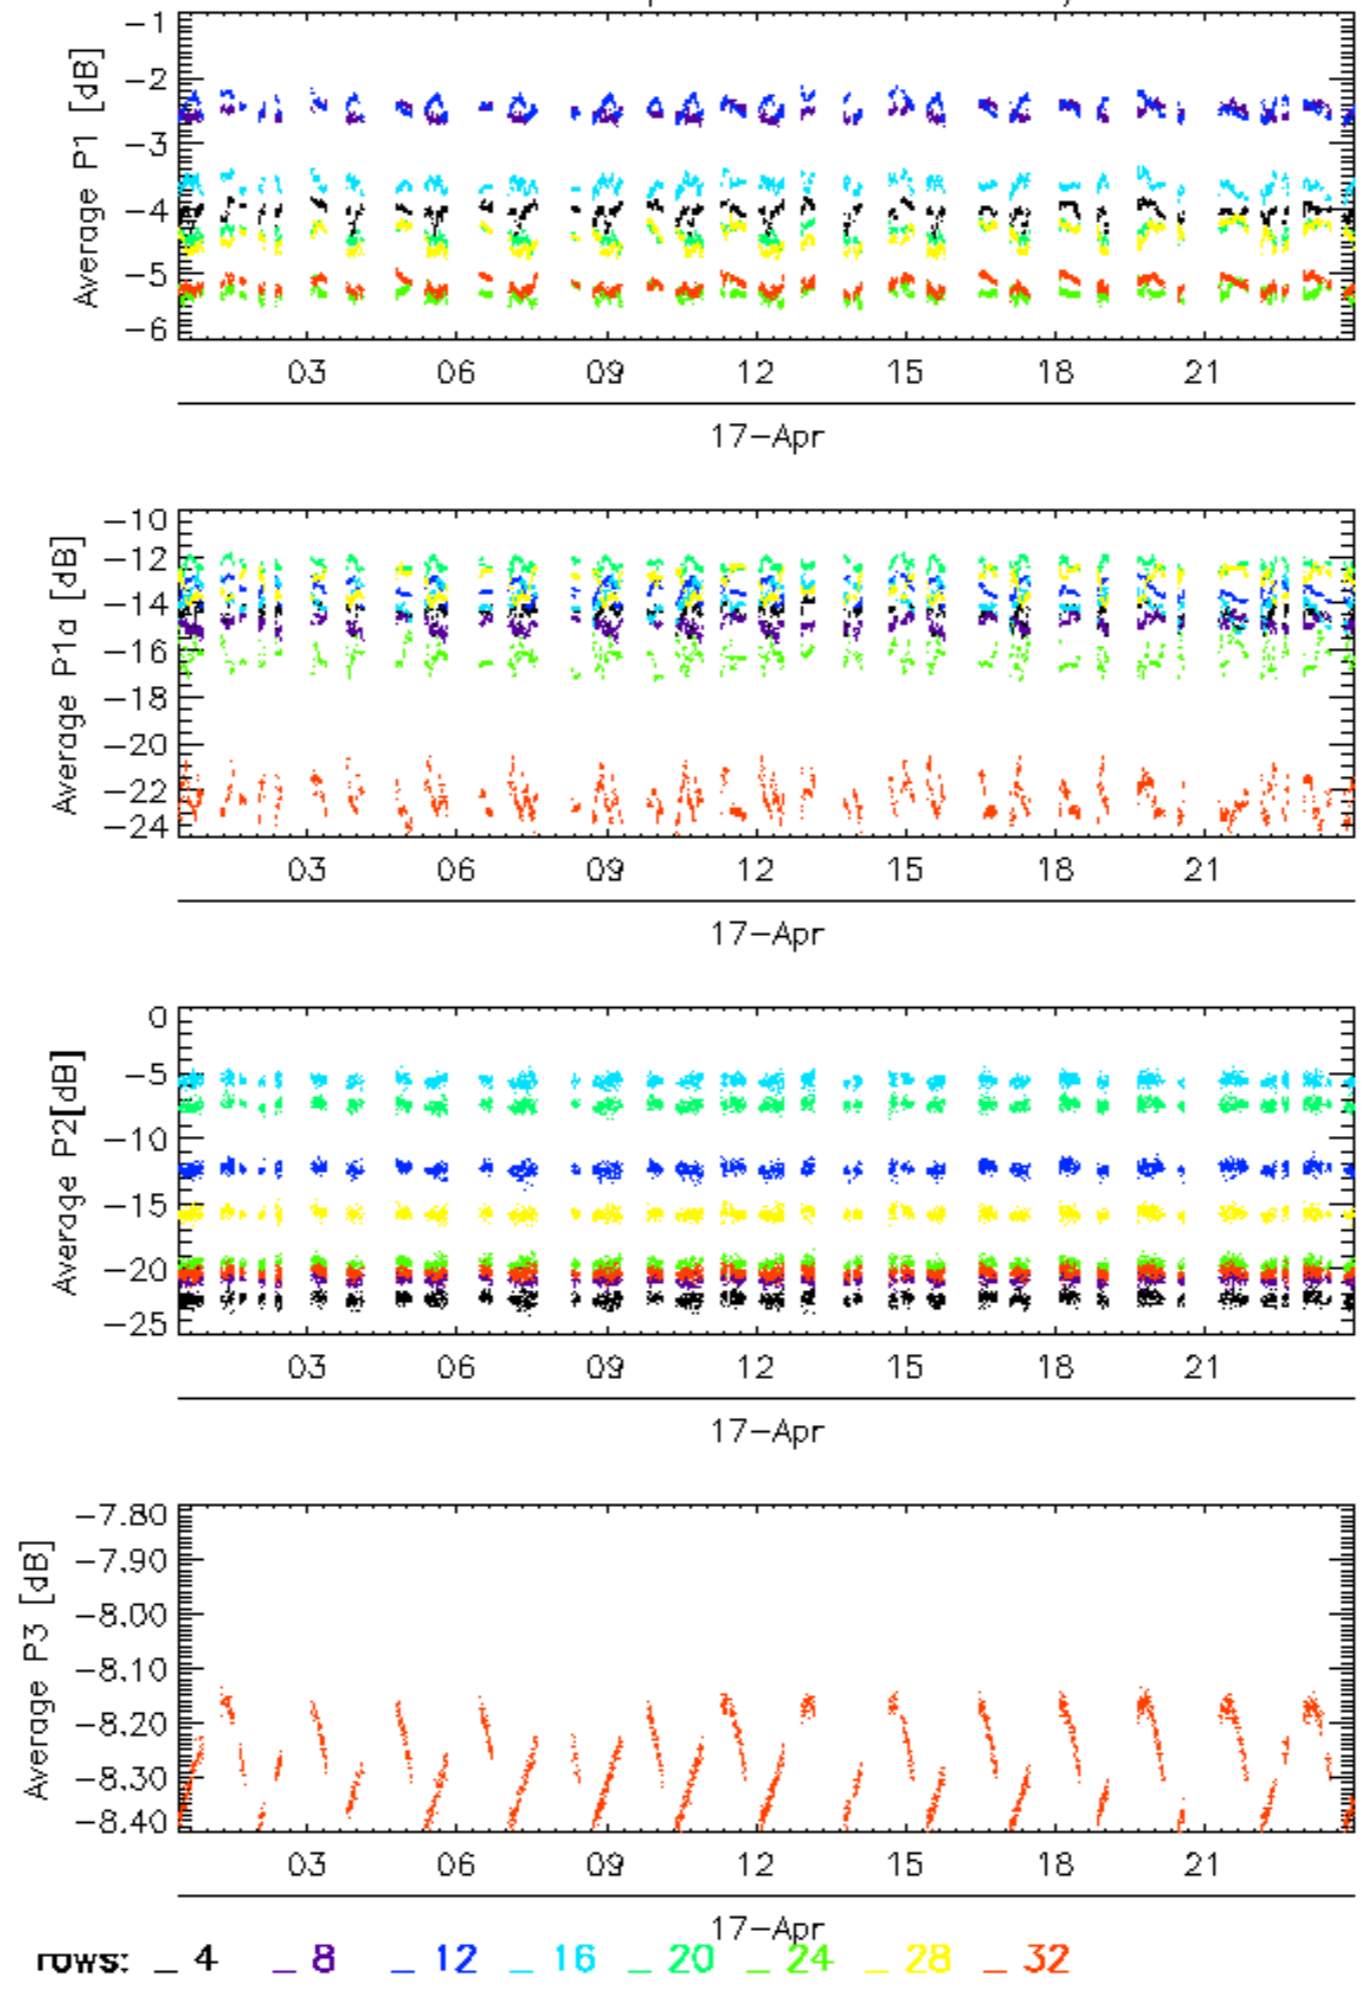 Average P1 [dB]
-1
-2
-3
-4
-5
-6
03 06 09 12 15 18 21
17-Apr
Average P1a [dB]
-10
-12
-14
-16
-18
-20
-22
-24
03 06 09 12 15 18 21
17-Apr
Average P2[dB]
0
-5
-10
-15
-20
-25
03 06 09 12 15 18 21
17-Apr
Average P3 [dB]
-7.80
-7.90
-8.00
-8.10
-8.20
-8.30
-8.40
03 06 09 12 15 18 21
17-Apr
rows: _ 4 _ 8 _ 12 _ 16 _ 20 _ 24 _ 28 _ 32